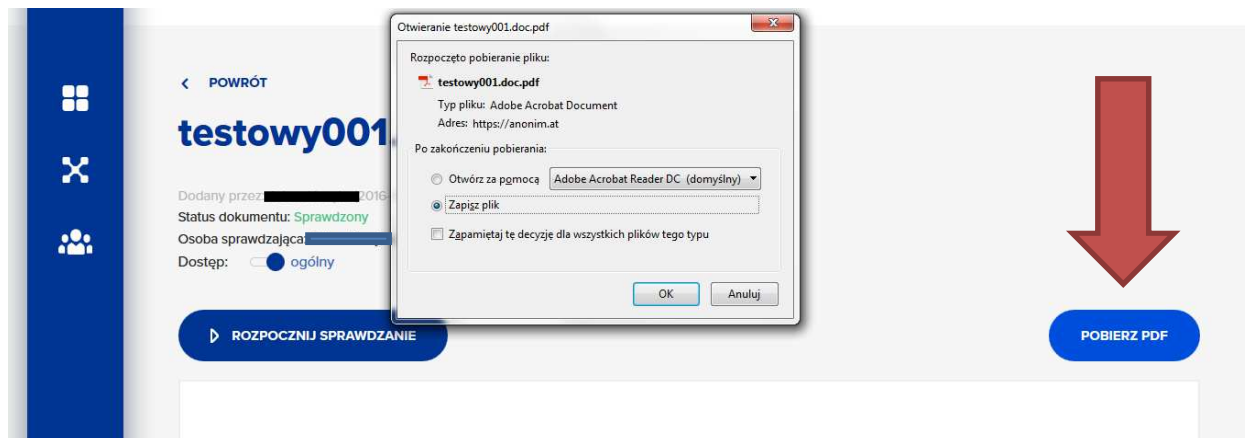 Otwieranie testowy001.doc.pdf
Rozpoczęto pobieranie pliku:
testowy001.doc.pdf
Typ pliku: Adobe Acrobat Document
Adres: https://anonim.at
Po zakończeniu pobierania:
Otwórz za pomocą Adobe Acrobat Reader DC (domyślny)
Zapisz plik
Zapamiętaj tę decyzję dla wszystkich plików tego typu
OK Anuluj
POWRÓT
testowy001.
Dodany przez: 2016-
Status dokumentu: Sprawdzony
Osoba sprawdzająca:
Dostęp: ogólny
ROZPOCZNIJ SPRAWDZANIE
POBIERZ PDF